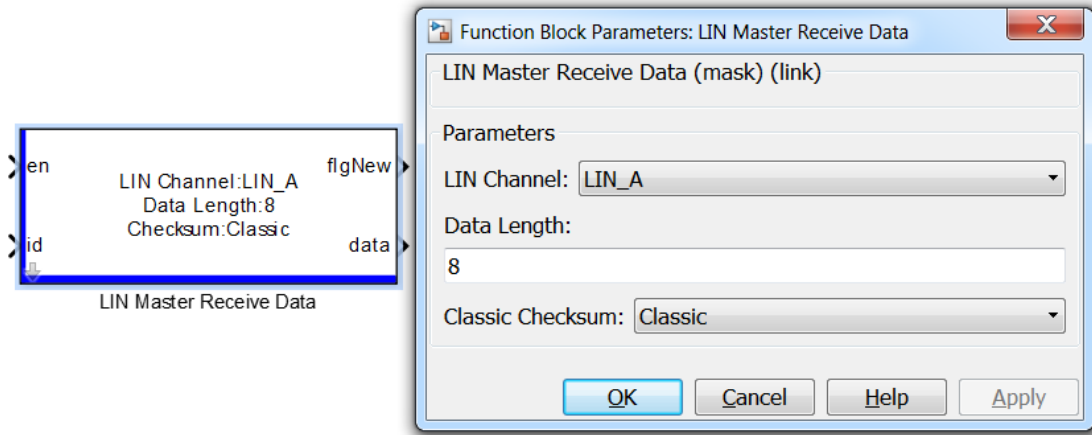 en
flgNew
LIN Channel:LIN_A
Data Length:8
Checksum:Classic
id
data
LIN Master Receive Data
Function Block Parameters: LIN Master Receive Data
X
LIN Master Receive Data (mask) (link)
Parameters
LIN Channel: LIN_A
Data Length:
8
Classic Checksum: Classic
OK Cancel Help Apply